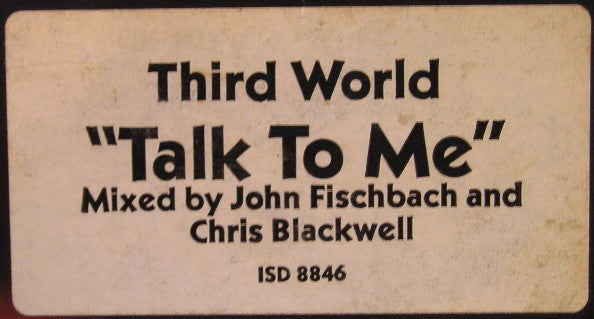 Third World
"Talk To Me"
Mixed by John Fischbach and
Chris Blackwell
ISD 8846